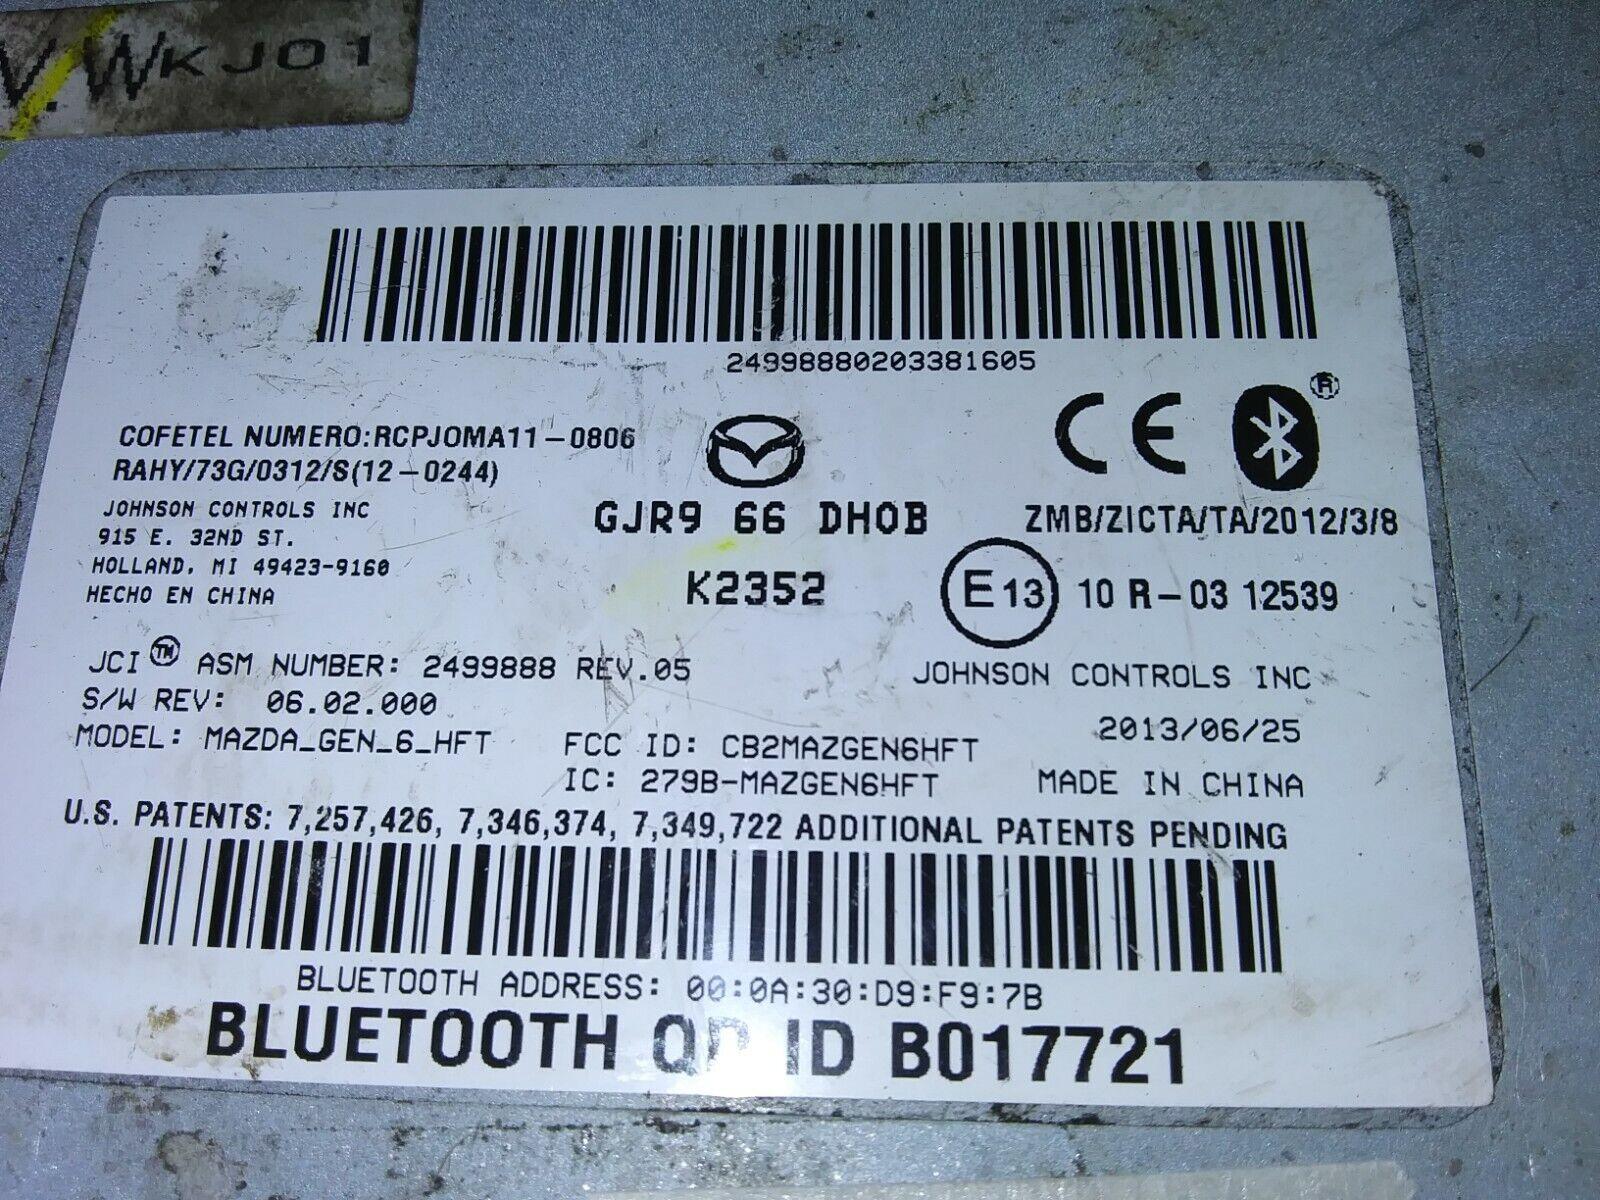 V.WKJ01
24998880203381605
COFETEL NUMERO:RCPJOMA11-0806
RAHY/73G/0312/S(12-0244)
JOHNSON CONTROLS INC
915 E. 32ND ST.
HOLLAND, MI 49423-9160
HECHO EN CHINA
GJR9 66 DH0B
K2352
CE
®
ZMB/ZICTA/TA/2012/3/8
E13 10 R-03 12539
JCI™ ASM NUMBER: 2499888 REV.05
S/W REV: 06.02.000
MODEL: MAZDA_GEN_6_HFT
JOHNSON CONTROLS INC
2013/06/25
FCC ID: CB2MAZGEN6HFT
IC: 279B-MAZGEN6HFT
MADE IN CHINA
U.S. PATENTS: 7,257,426, 7,346,374, 7,349,722 ADDITIONAL PATENTS PENDING
BLUETOOTH ADDRESS: 00:0A:30:D9:F9:7B
BLUETOOTH ID B017721